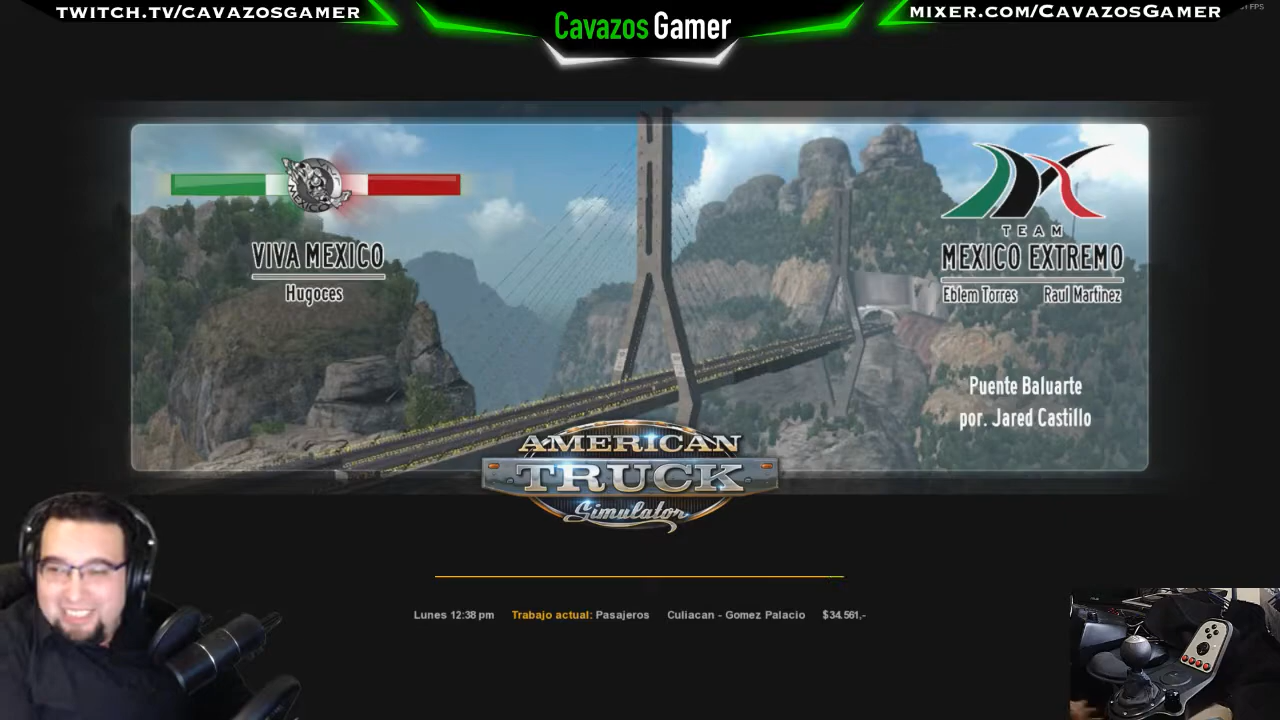 TWITCH.TV/CAVAZOSGAMER
Cavazos Gamer
MIXER.COM/CAVAZOSGAMER
FPS
MEXICO
VIVA MEXICO
Hugoces
TEAM
MEXICO EXTREMO
Eblem Torres Raul Martinez
Puente Baluarte
por. Jared Castillo
AMERICAN
TRUCK
Simulator
Lunes 12:38 pm Trabajo actual: Pasajeros Culiacan - Gomez Palacio $34.561,-